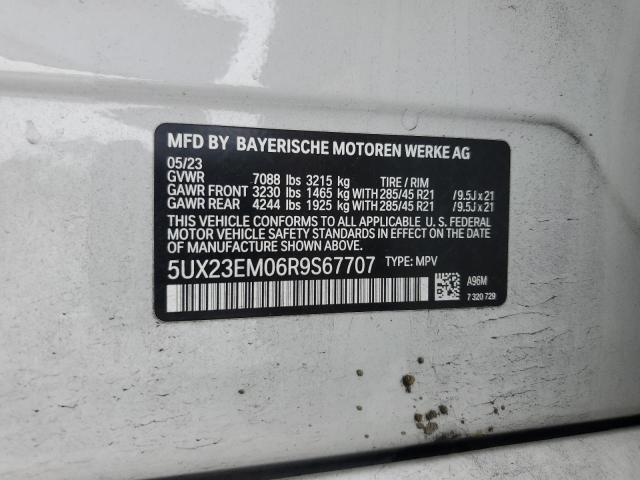 MFD BY BAYERISCHE MOTOREN WERKE AG
05/23
GVWR 7088 lbs 3215 kg TIRE / RIM
GAWR FRONT 3230 lbs 1465 kg WITH 285/45 R21 /9.5J x 21
GAWR REAR 4244 lbs 1925 kg WITH 285/45 R21 /9.5J x 21
THIS VEHICLE CONFORMS TO ALL APPLICABLE U. S. FEDERAL
MOTOR VEHICLE SAFETY STANDARDS IN EFFECT ON THE
DATE OF MANUFACTURE SHOWN ABOVE.
5UX23EM06R9S67707 TYPE: MPV
A96M
7 320 729